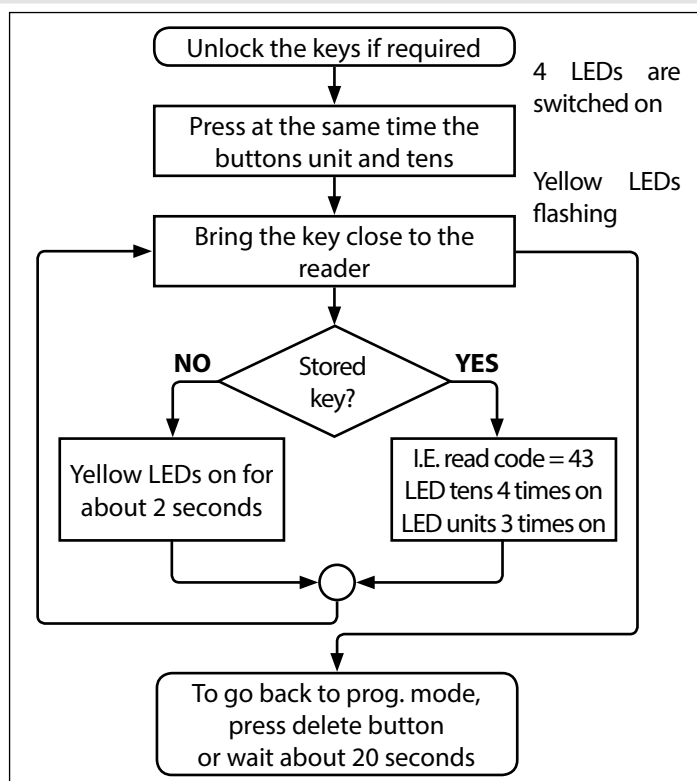 Unlock the keys if required
4 LEDs are
switched on
Press at the same time the
buttons unit and tens
Yellow LEDs
flashing
Bring the key close to the
reader
NO
Stored
key?
YES
Yellow LEDs on for
about 2 seconds
I.E. read code = 43
LED tens 4 times on
LED units 3 times on
To go back to prog. mode,
press delete button
or wait about 20 seconds